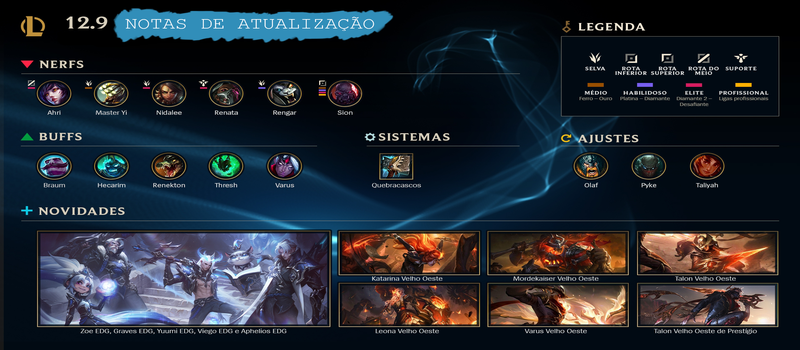 12.9 NOTAS DE ATUALIZAÇÃO
NERFS
Ahri
Master Yi
Nidalee
Renata
Rengar
Sion
LEGENDA
SELVA
ROTA INFERIOR
ROTA SUPERIOR
ROTA DO MEIO
SUPORTE
MÉDIO
Ferro – Ouro
HABILIDOSO
Platina – Diamante
ELITE
Diamante 2 –
Desafiante
PROFISSIONAL
Ligas profissionais
BUFFS
Braum
Hecarim
Renekton
Thresh
Varus
SISTEMAS
Quebracascos
AJUSTES
Olaf
Pyke
Taliyah
NOVIDADES
Zoe EDG, Graves EDG, Yuumi EDG, Viego EDG e Aphelios EDG
Katarina Velho Oeste
Mordekaiser Velho Oeste
Talon Velho Oeste
Leona Velho Oeste
Varus Velho Oeste
Talon Velho Oeste de Prestígio